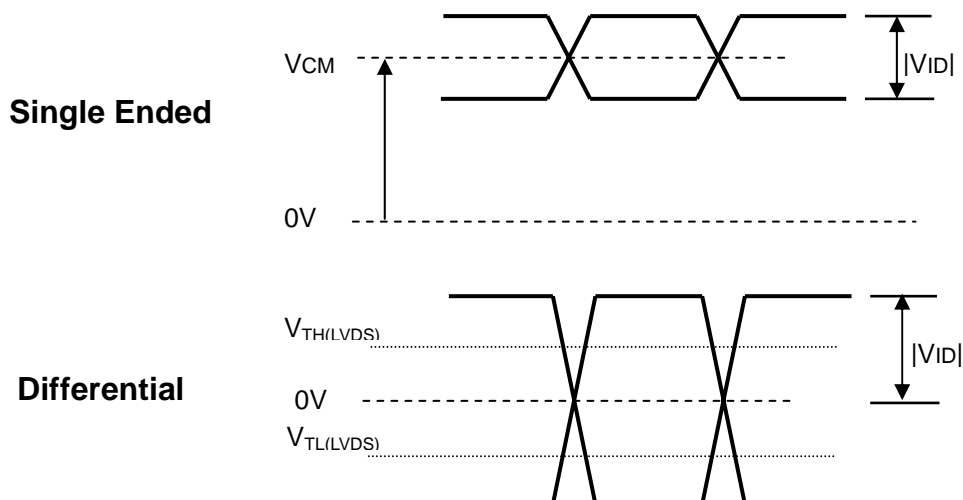 VCM
|VID|
Single Ended
0V
VTH(LVDS)
|VID|
Differential
0V
VTL(LVDS)